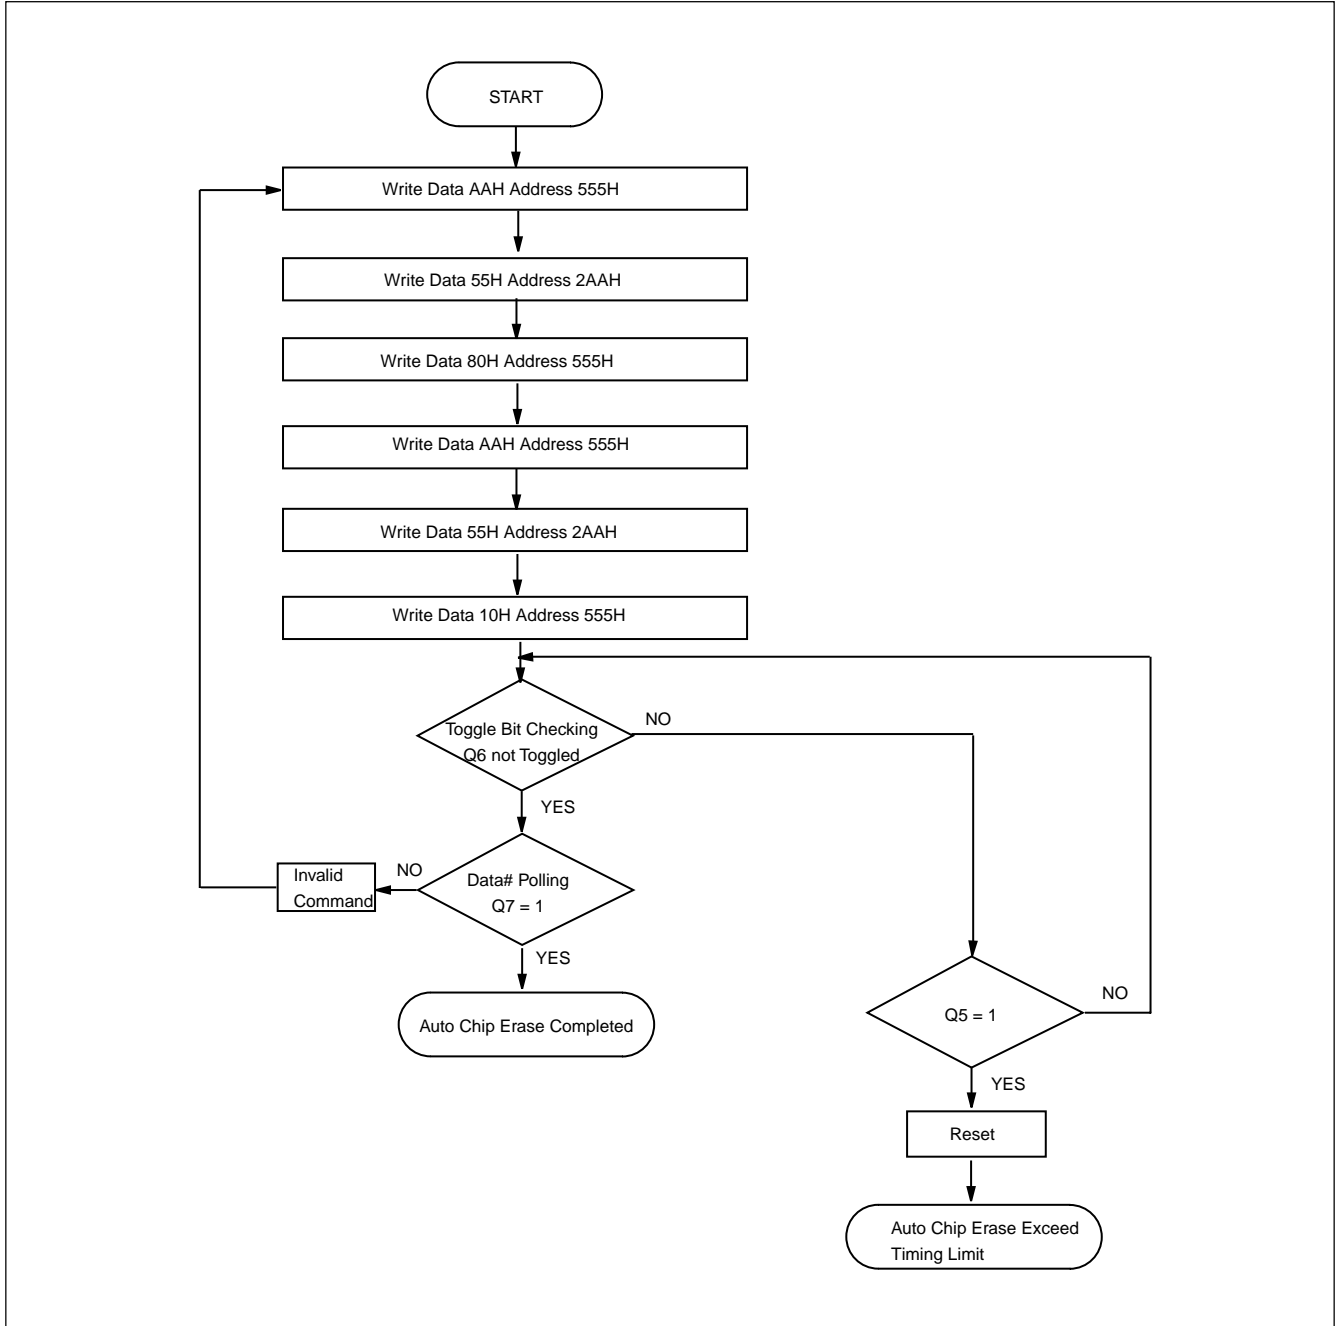 START
Write Data AAH Address 555H
Write Data 55H Address 2AAH
Write Data 80H Address 555H
Write Data AAH Address 555H
Write Data 55H Address 2AAH
Write Data 10H Address 555H
Toggle Bit Checking
Q6 not Toggled
NO
YES
Invalid
Command
NO
Data# Polling
Q7 = 1
YES
Auto Chip Erase Completed
Q5 = 1
NO
YES
Reset
Auto Chip Erase Exceed
Timing Limit